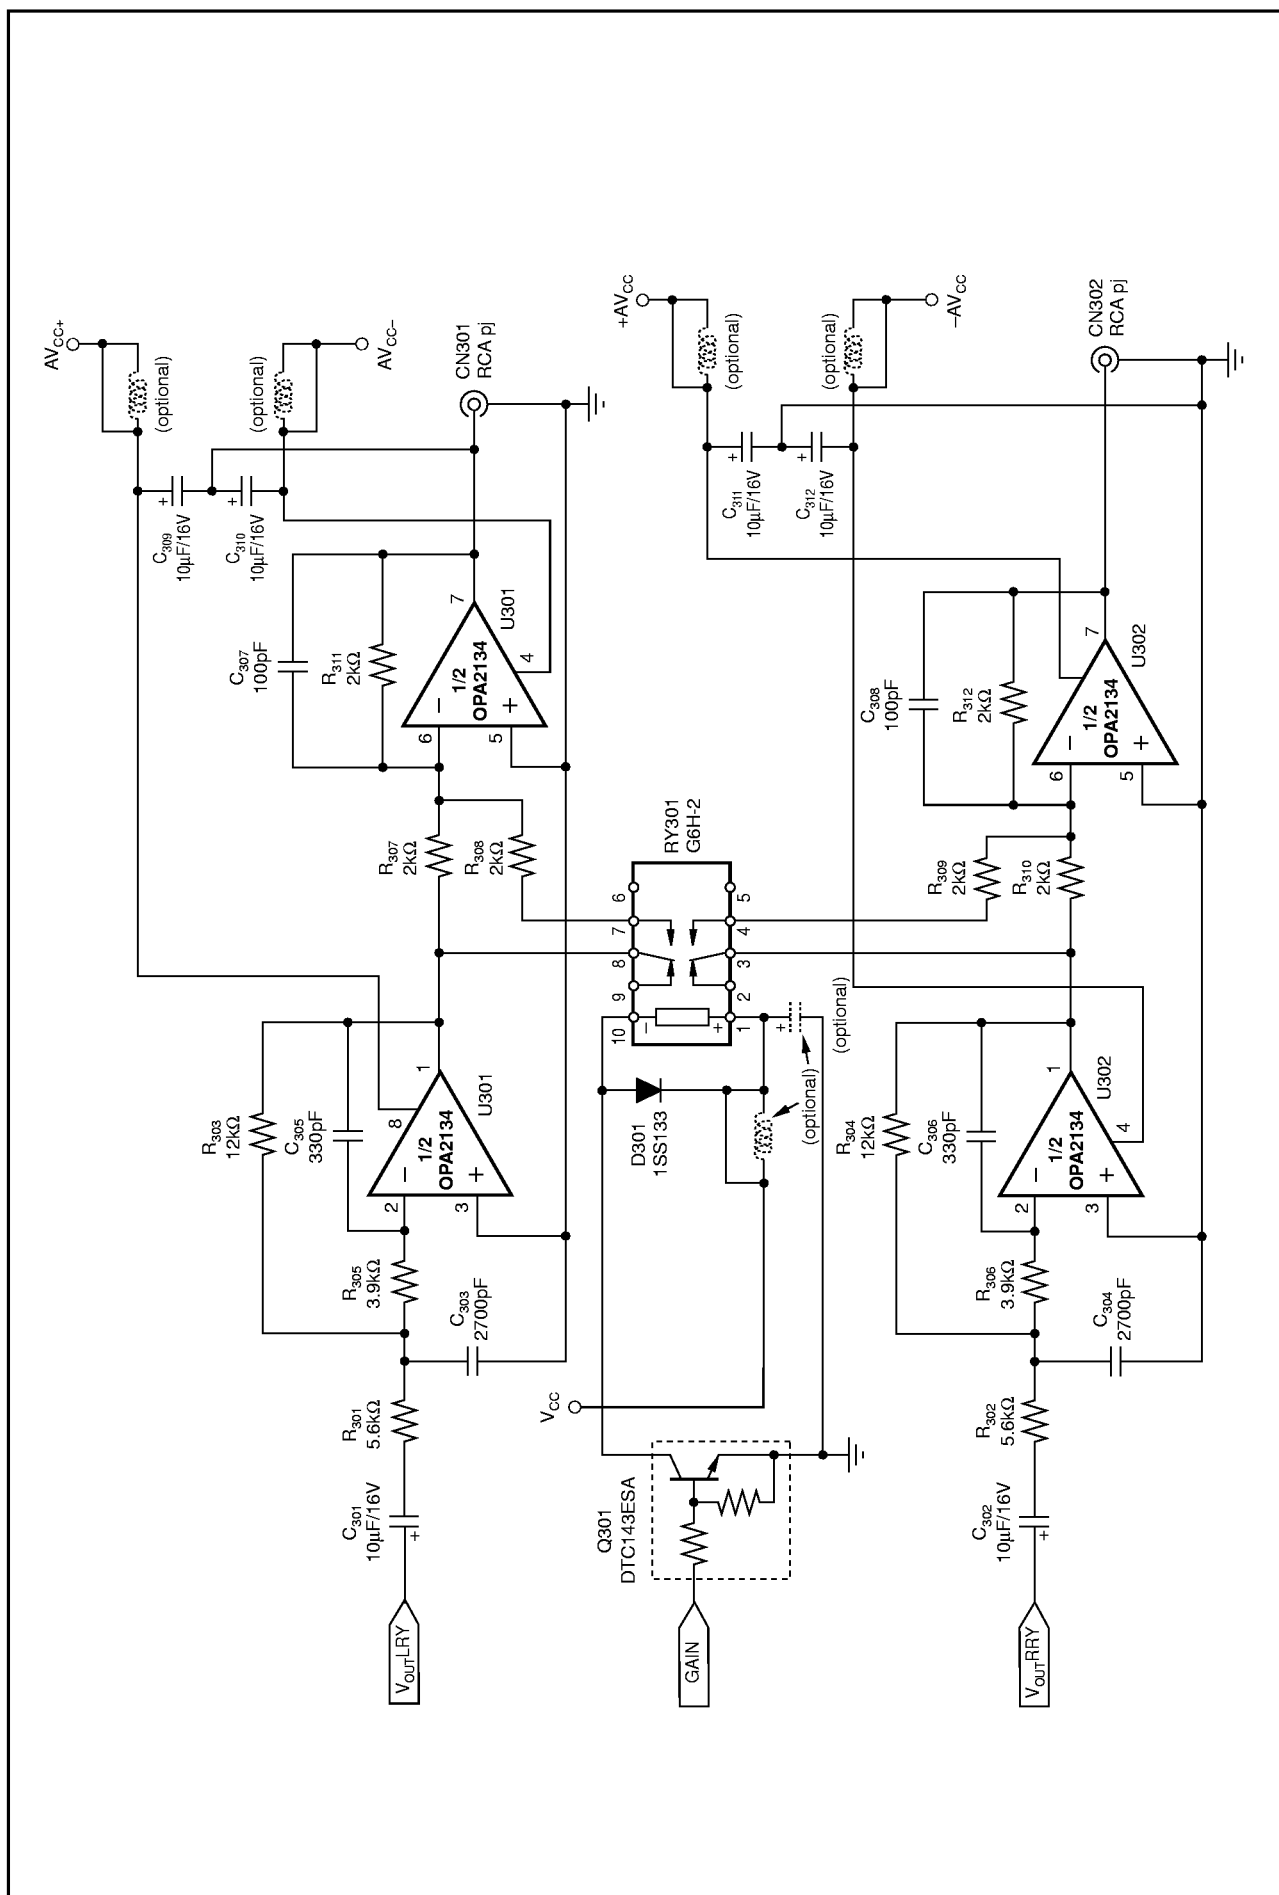 AVCC+
(optional)
(optional)
AVCC–
C309
10µF/16V
+
C310
10µF/16V
+
CN301
RCA pj
C307
100pF
R311
2kΩ
7
U301
1/2
OPA2134
–
+
6
5
4
R307
2kΩ
R308
2kΩ
R303
12kΩ
C305
330pF
1
8
U301
1/2
OPA2134
–
+
2
3
R305
3.9kΩ
C303
2700pF
R301
5.6kΩ
C301
10µF/16V
+
VOUTLRY
RY301
G6H-2
6
7
8
9
10
5
4
3
2
1
–
+
D301
1SS133
+
(optional)
(optional)
VCC
Q301
DTC143ESA
GAIN
+AVCC
(optional)
(optional)
–AVCC
C311
10µF/16V
+
C312
10µF/16V
+
CN302
RCA pj
C308
100pF
R312
2kΩ
7
U302
1/2
OPA2134
–
+
6
5
R309
2kΩ
R310
2kΩ
R304
12kΩ
C306
330pF
1
U302
4
1/2
OPA2134
–
+
2
3
R306
3.9kΩ
C304
2700pF
R302
5.6kΩ
C302
10µF/16V
+
VOUTRRY